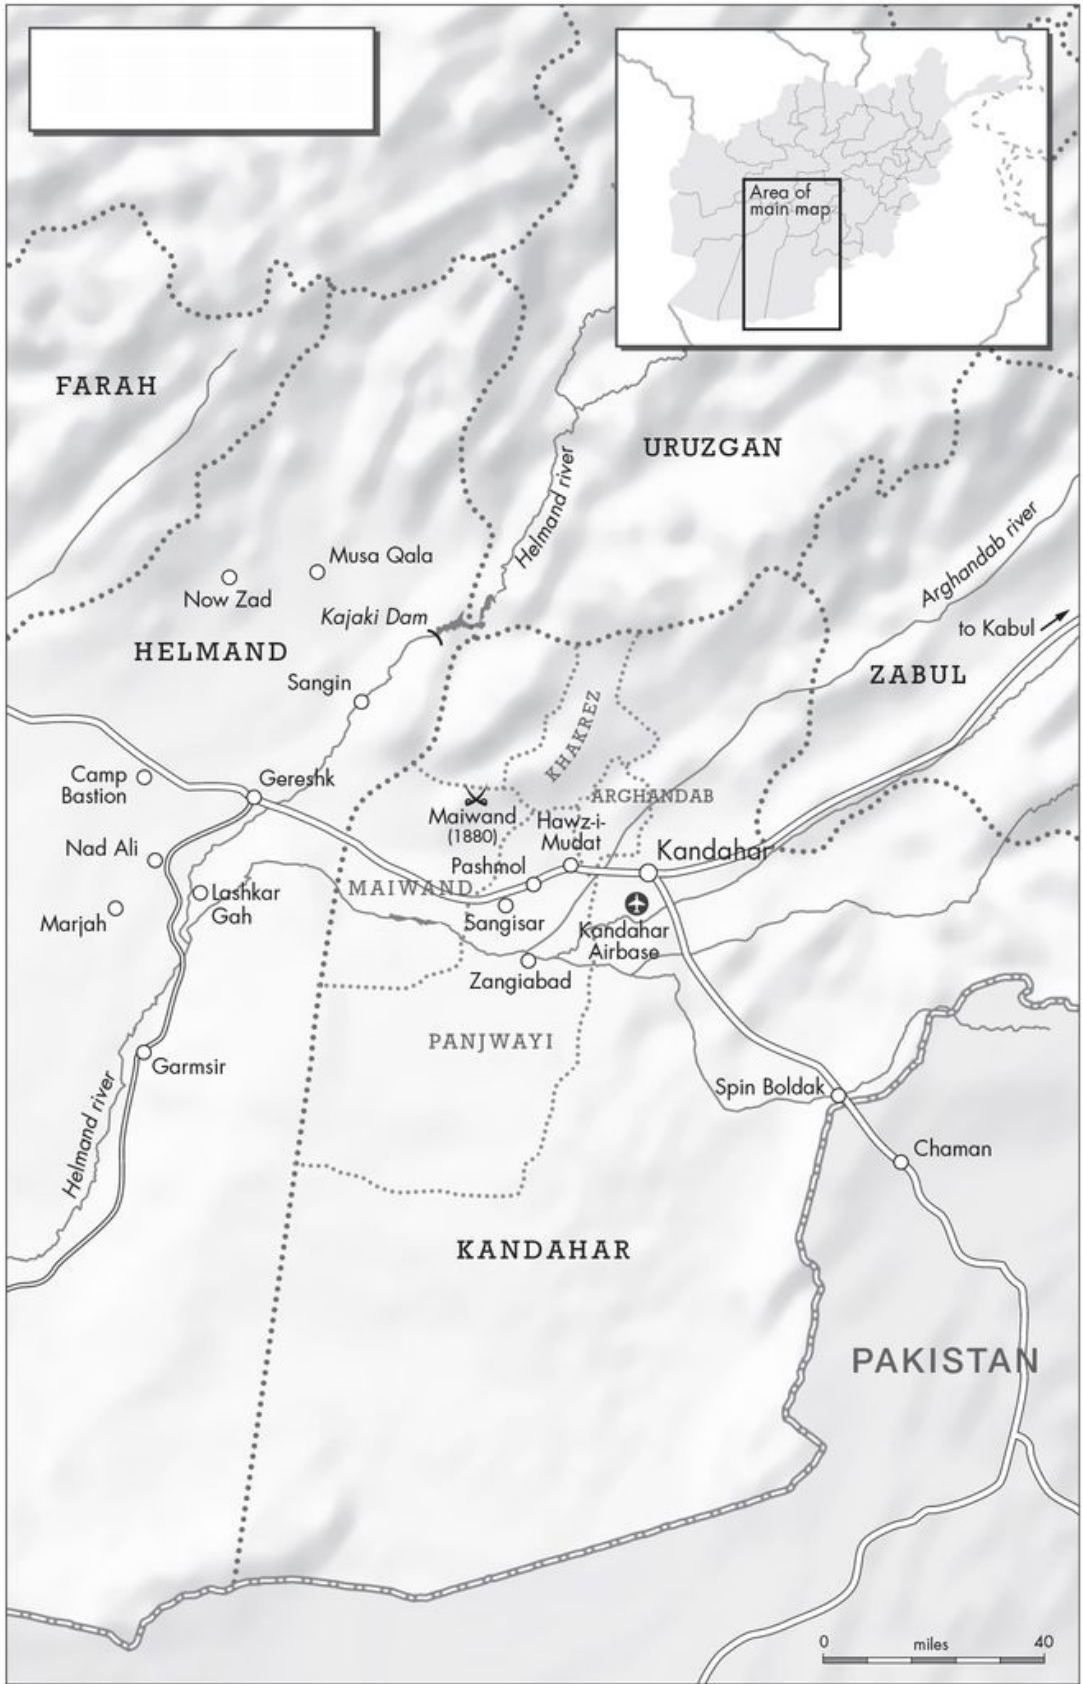 Area of
main map
FARAH
URUZGAN
Helmand river
Arghandab river
Musa Qala
Now Zad
Kajaki Dam
to Kabul
HELMAND
ZABUL
Sangin
KHAKREZ
Camp
Bastion
Gereshk
ARGHANDAB
Maiwand
(1880)
Hawz-i-
Mudat
Nad Ali
Kandahar
Pashmol
MAIWAND
Lashkar
Gah
Marjah
Sangisar
Kandahar
Airbase
Zangiabad
PANJWAYI
Garmsir
Spin Boldak
Helmand river
Chaman
KANDAHAR
PAKISTAN
0 miles 40